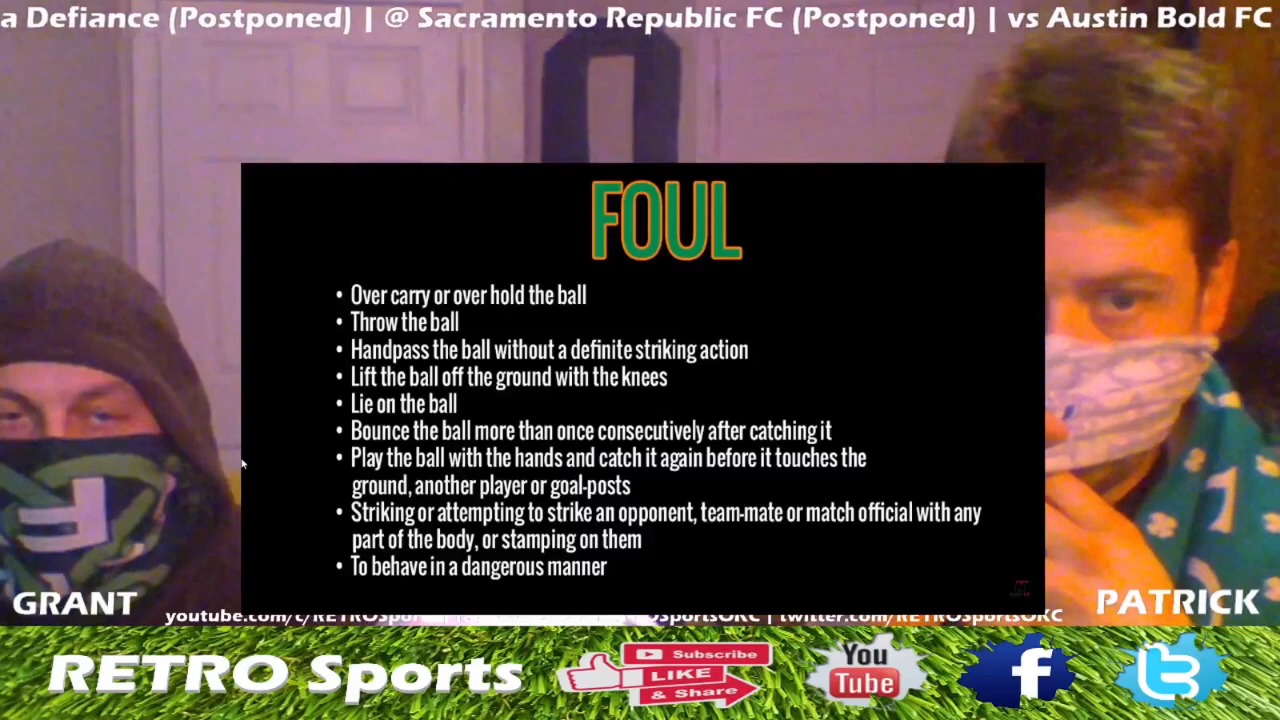 a Defiance (Postponed) | @ Sacramento Republic FC (Postponed) | vs Austin Bold FC
FOUL
• Over carry or over hold the ball
• Throw the ball
• Handpass the ball without a definite striking action
• Lift the ball off the ground with the knees
• Lie on the ball
• Bounce the ball more than once consecutively after catching it
• Play the ball with the hands and catch it again before it touches the
ground, another player or goal-posts
• Striking or attempting to strike an opponent, team-mate or match official with any
part of the body, or stamping on them
• To behave in a dangerous manner
GRANT
PATRICK
youtube.com/c/RETROSpor
oSportsOKC | twitter.com/RETROSportsOKC
RETRO Sports
Subscribe
LIKE
& Share
You
Tube